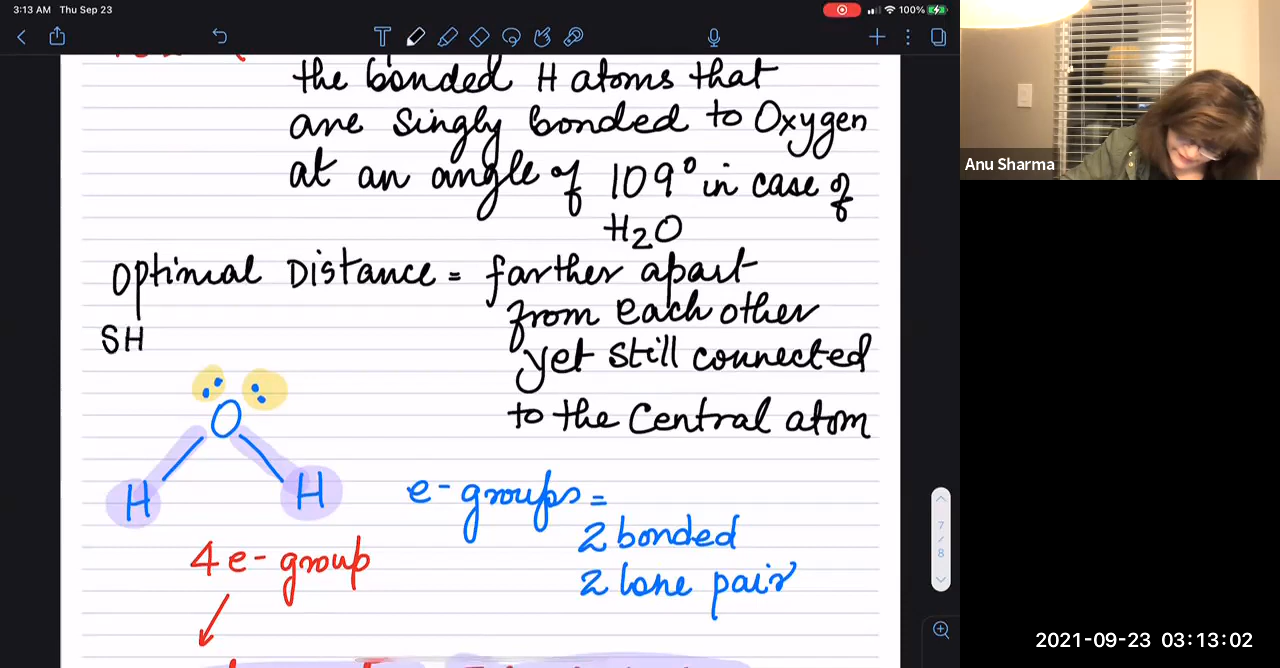 3:13 AM Thu Sep 23
100%
the bonded H atoms that
are singly bonded to Oxygen
at an angle of 109° in case of
H2O
Optimal Distance = farther apart
from each other
SH
yet still connected
to the Central atom
O
H H
e- groups =
2 bonded
2 lone pair
4 e- group
7 / 8
Anu Sharma
2021-09-23 03:13:02